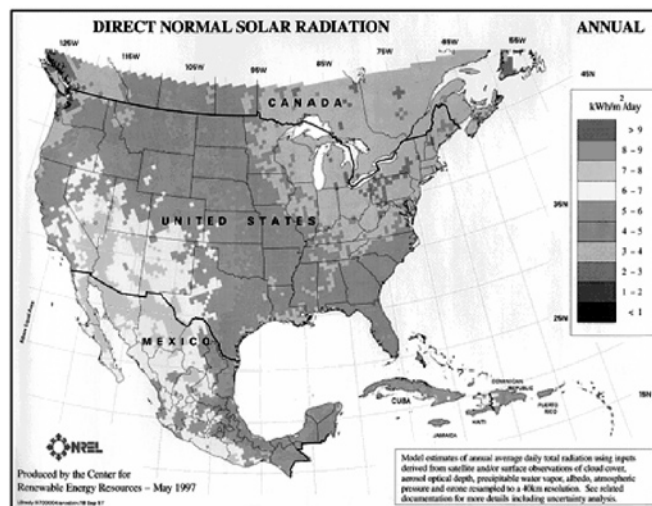 DIRECT NORMAL SOLAR RADIATION
ANNUAL
125W
115W
105W
95W
85W
75W
65W
55W
45N
CANADA
2
kWh/m /day
> 9
8 - 9
7 - 8
6 - 7
5 - 6
4 - 5
3 - 4
2 - 3
1 - 2
< 1
35N
UNITED STATES
25N
MEXICO
15N
CUBA
DOMINICAN
REPUBLIC
PUERTO
RICO
HAITI
JAMAICA
NREL
Produced by the Center for
Renewable Energy Resources - May 1997
Model estimates of annual average daily total radiation using inputs
derived from satellite and/or surface observations of cloud cover,
aerosol optical depth, precipitable water vapor, albedo, atmospheric
pressure and ozone resampled to a 40km resolution. See related
documentation for more details including uncertainty analysis.